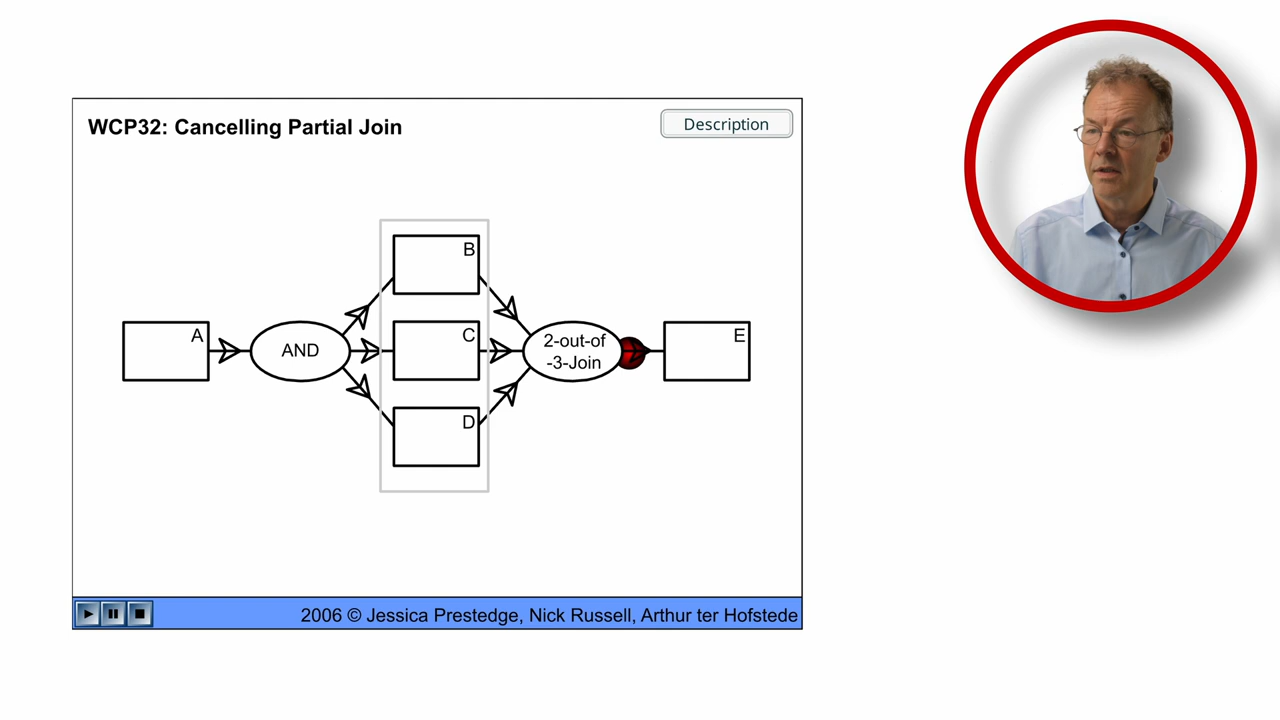 WCP32: Cancelling Partial Join
Description
B
A
AND
C
2-out-of
-3-Join
E
D
2006 © Jessica Prestedge, Nick Russell, Arthur ter Hofstede